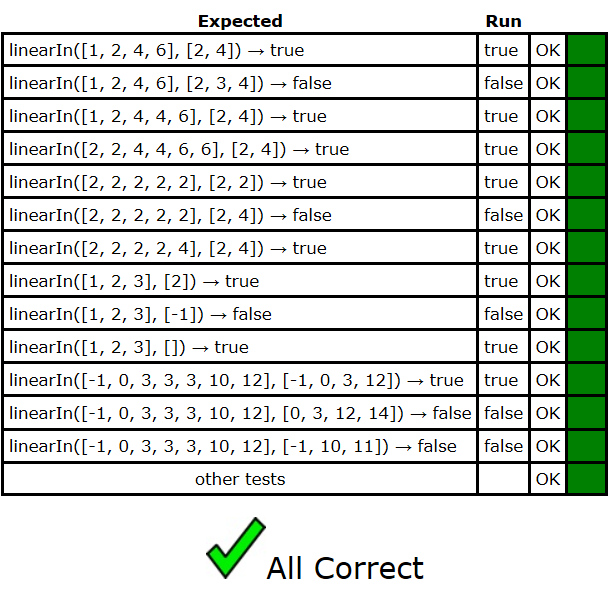 Expected Run
linearIn([1, 2, 4, 6], [2, 4]) → true true OK
linearIn([1, 2, 4, 6], [2, 3, 4]) → false false OK
linearIn([1, 2, 4, 4, 6], [2, 4]) → true true OK
linearIn([2, 2, 4, 4, 6, 6], [2, 4]) → true true OK
linearIn([2, 2, 2, 2, 2], [2, 2]) → true true OK
linearIn([2, 2, 2, 2, 2], [2, 4]) → false false OK
linearIn([2, 2, 2, 2, 4], [2, 4]) → true true OK
linearIn([1, 2, 3], [2]) → true true OK
linearIn([1, 2, 3], [-1]) → false false OK
linearIn([1, 2, 3], []) → true true OK
linearIn([-1, 0, 3, 3, 3, 10, 12], [-1, 0, 3, 12]) → true true OK
linearIn([-1, 0, 3, 3, 3, 10, 12], [0, 3, 12, 14]) → false false OK
linearIn([-1, 0, 3, 3, 3, 10, 12], [-1, 10, 11]) → false false OK
other tests OK
All Correct